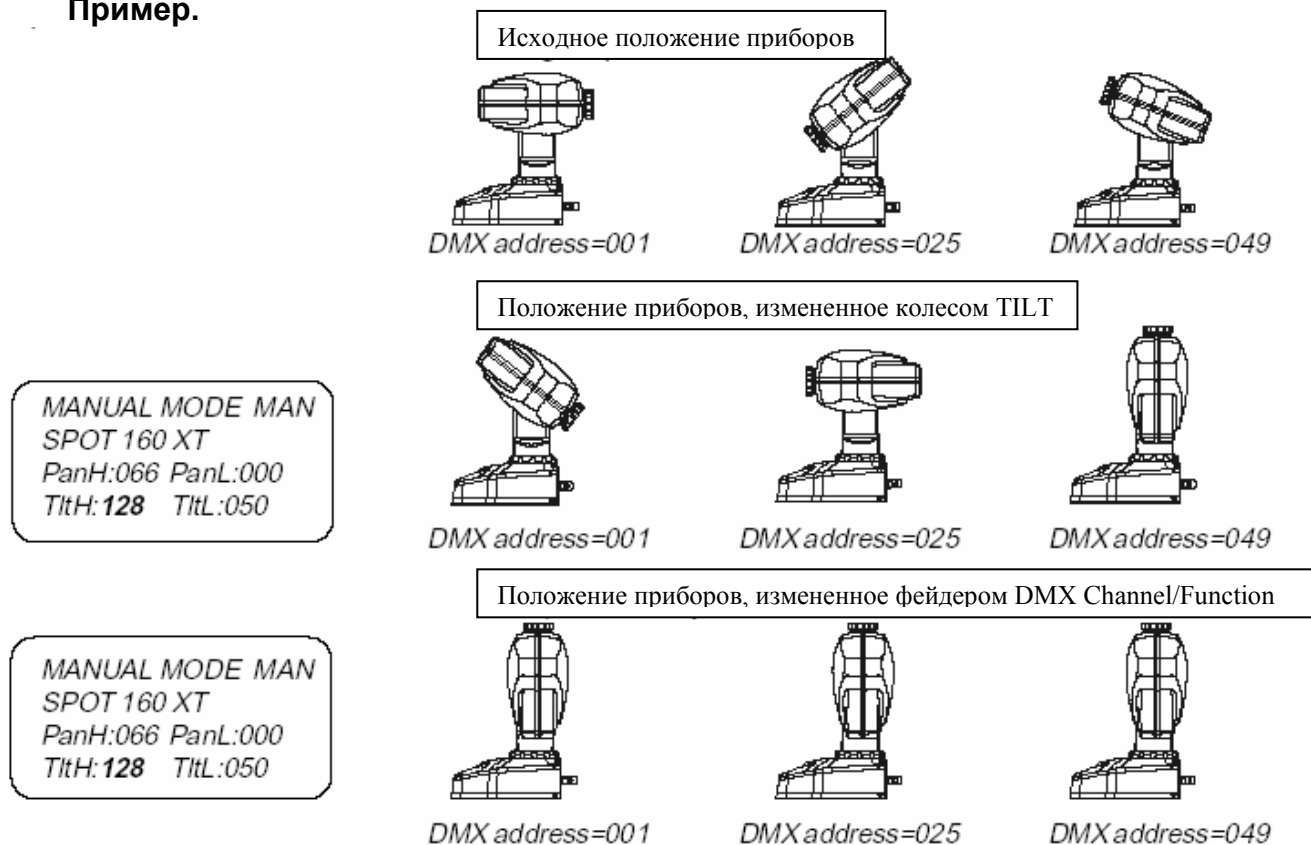 Пример.
Исходное положение приборов
DMX address=001 DMX address=025 DMX address=049
Положение приборов, измененное колесом TILT
MANUAL MODE MAN
SPOT 160 XT
PanH:066 PanL:000
TltH:128 TltL:050
DMX address=001 DMX address=025 DMX address=049
Положение приборов, измененное фейдером DMX Channel/Function
MANUAL MODE MAN
SPOT 160 XT
PanH:066 PanL:000
TltH:128 TltL:050
DMX address=001 DMX address=025 DMX address=049